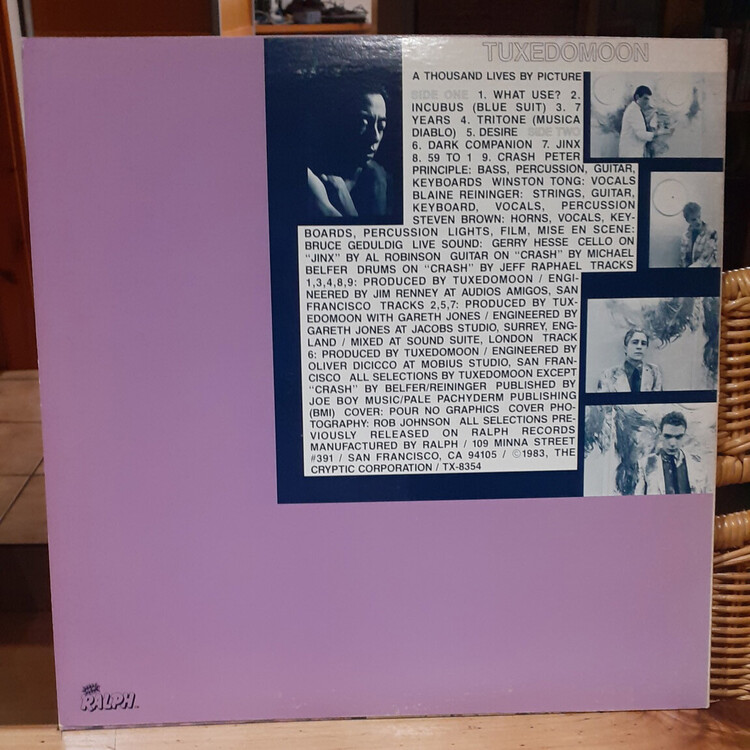 TUXEDOMOON
A THOUSAND LIVES BY PICTURE
SIDE ONE 1. WHAT USE? 2.
INCUBUS (BLUE SUIT) 3. 7
YEARS 4. TRITONE (MUSICA
DIABLO) 5. DESIRE SIDE TWO
6. DARK COMPANION 7. JINX
8. 59 TO 1 9. CRASH PETER
PRINCIPLE: BASS, PERCUSSION, GUITAR,
KEYBOARDS WINSTON TONG: VOCALS
BLAINE REININGER: STRINGS, GUITAR,
KEYBOARD, VOCALS, PERCUSSION
STEVEN BROWN: HORNS, VOCALS, KEY-
BOARDS, PERCUSSION LIGHTS, FILM, MISE EN SCENE:
BRUCE GEDULDIG LIVE SOUND: GERRY HESSE CELLO ON
"JINX" BY AL ROBINSON GUITAR ON "CRASH" BY MICHAEL
BELFER DRUMS ON "CRASH" BY JEFF RAPHAEL TRACKS
1,3,4,8,9: PRODUCED BY TUXEDOMOON / ENGI-
NEERED BY JIM RENNEY AT AUDIOS AMIGOS, SAN
FRANCISCO TRACKS 2,5,7: PRODUCED BY TUX-
EDOMOON WITH GARETH JONES / ENGINEERED BY
GARETH JONES AT JACOBS STUDIO, SURREY, ENG-
LAND / MIXED AT SOUND SUITE, LONDON TRACK
6: PRODUCED BY TUXEDOMOON / ENGINEERED BY
OLIVER DICICCO AT MOBIUS STUDIO, SAN FRAN-
CISCO ALL SELECTIONS BY TUXEDOMOON EXCEPT
"CRASH" BY BELFER/REININGER PUBLISHED BY
JOE BOY MUSIC/PALE PACHYDERM PUBLISHING
(BMI) COVER: POUR NO GRAPHICS COVER PHO-
TOGRAPHY: ROB JOHNSON ALL SELECTIONS PRE-
VIOUSLY RELEASED ON RALPH RECORDS
MANUFACTURED BY RALPH / 109 MINNA STREET
#391 / SAN FRANCISCO, CA 94105 / ©1983, THE
CRYPTIC CORPORATION / TX-8354
RALPH